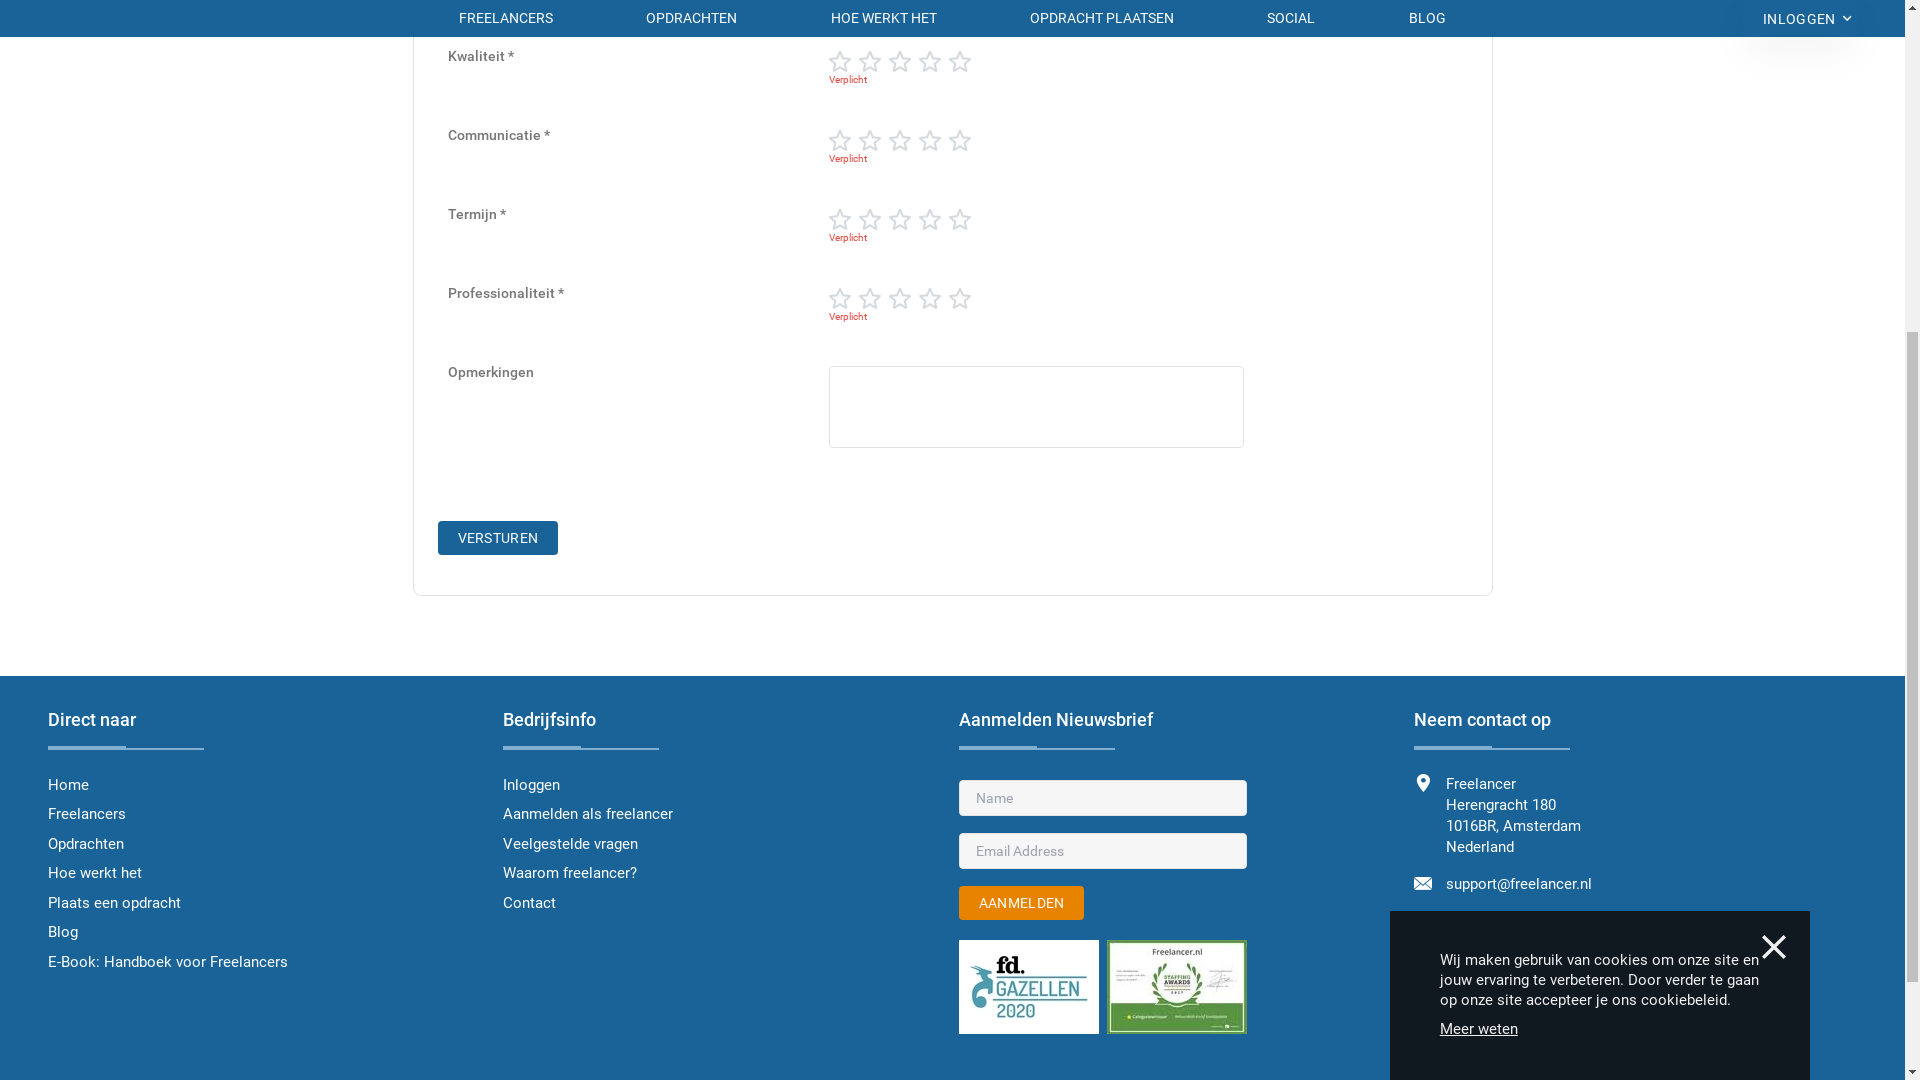 FREELANCERS
OPDRACHTEN
HOE WERKT HET
OPDRACHT PLAATSEN
SOCIAL
BLOG
INLOGGEN
Kwaliteit *
Verplicht
Communicatie *
Verplicht
Termijn *
Verplicht
Professionaliteit *
Verplicht
Opmerkingen
VERSTUREN
Direct naar
Home
Freelancers
Opdrachten
Hoe werkt het
Plaats een opdracht
Blog
E-Book: Handboek voor Freelancers
Bedrijfsinfo
Inloggen
Aanmelden als freelancer
Veelgestelde vragen
Waarom freelancer?
Contact
Aanmelden Nieuwsbrief
Name
Email Address
AANMELDEN
fd.
GAZELLEN
2020
Freelancer.nl
STAFFING
AWARDS
Categoriewinnaar
Neem contact op
Freelancer
Herengracht 180
1016BR, Amsterdam
Nederland
support@freelancer.nl
Wij maken gebruik van cookies om onze site en
jouw ervaring te verbeteren. Door verder te gaan
op onze site accepteer je ons cookiebeleid.
Meer weten